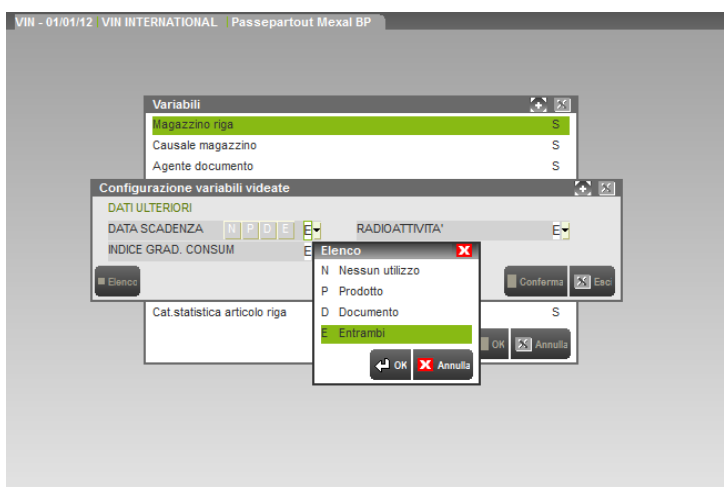 VIN - 01/01/12 VIN INTERNATIONAL Passepartout Mexal BP
Variabili
Magazzino riga S
Causale magazzino S
Agente documento S
Configurazione variabili videate
DATI ULTERIORI
DATA SCADENZA N P D E E RADIOATTIVITA' E
INDICE GRAD. CONSUM E
Elenco
N Nessun utilizzo
P Prodotto
D Documento
E Entrambi
OK Annulla
Elenco
Conferma Esci
Cat.statistica articolo riga S
OK Annulla